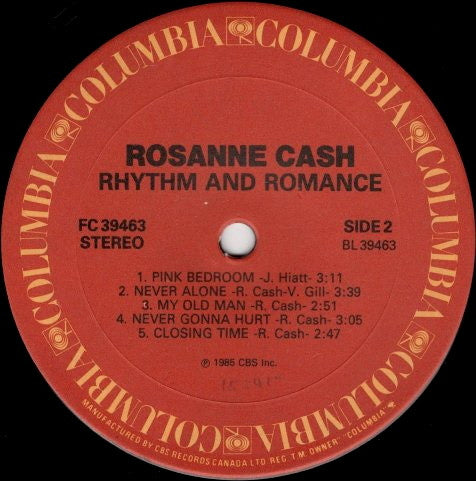 COLUMBIA COLUMBIA COLUMBIA COLUMBIA COLUMBIA COLUMBIA
ROSANNE CASH
RHYTHM AND ROMANCE
FC 39463 SIDE 2
STEREO BL 39463
1. PINK BEDROOM -J. Hiatt- 3:11
2. NEVER ALONE -R. Cash-V. Gill- 3:39
3. MY OLD MAN -R. Cash- 2:51
4. NEVER GONNA HURT -R. Cash- 3:05
5. CLOSING TIME -R. Cash- 2:47
℗ 1985 CBS Inc.
MANUFACTURED BY CBS RECORDS CANADA LTD REG. T.M. OWNER "COLUMBIA"